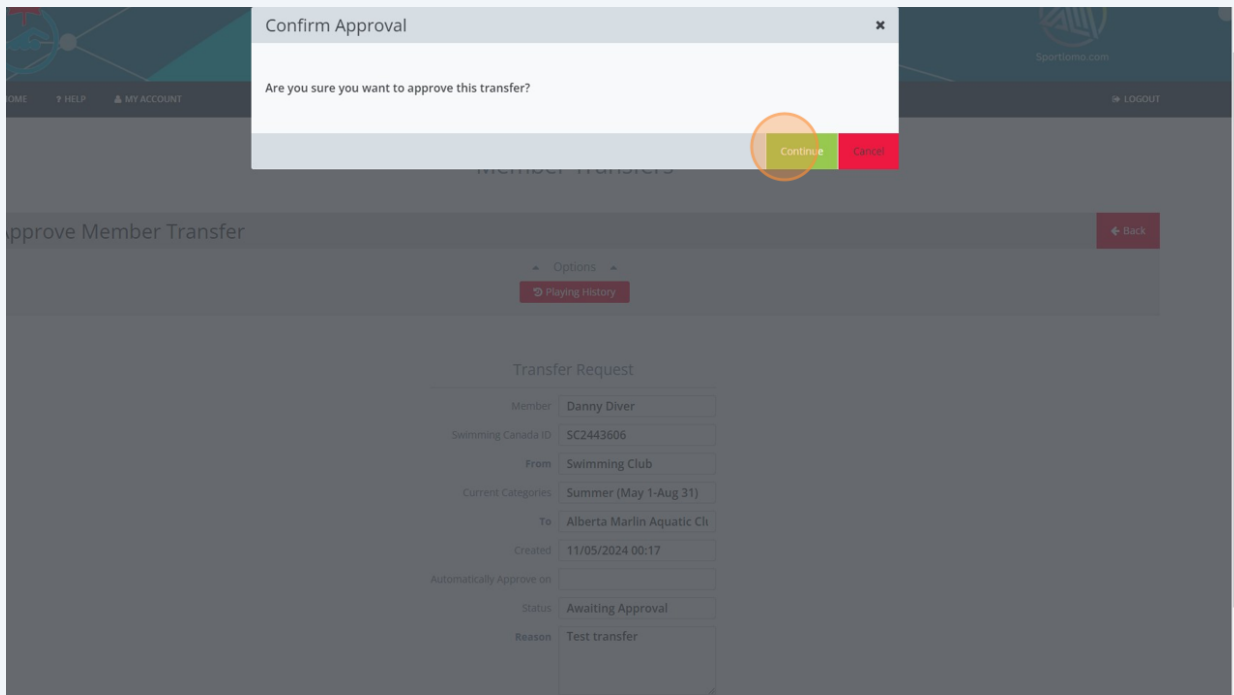 Confirm Approval ×
Sportlomo.com
Are you sure you want to approve this transfer?
HOME ? HELP MY ACCOUNT LOGOUT
Continue Cancel
Member Transfers
Approve Member Transfer Back
Options
Playing History
Transfer Request
Member Danny Diver
Swimming Canada ID SC2443606
From Swimming Club
Current Categories Summer (May 1-Aug 31)
To Alberta Marlin Aquatic Clu
Created 11/05/2024 00:17
Automatically Approve on
Status Awaiting Approval
Reason Test transfer